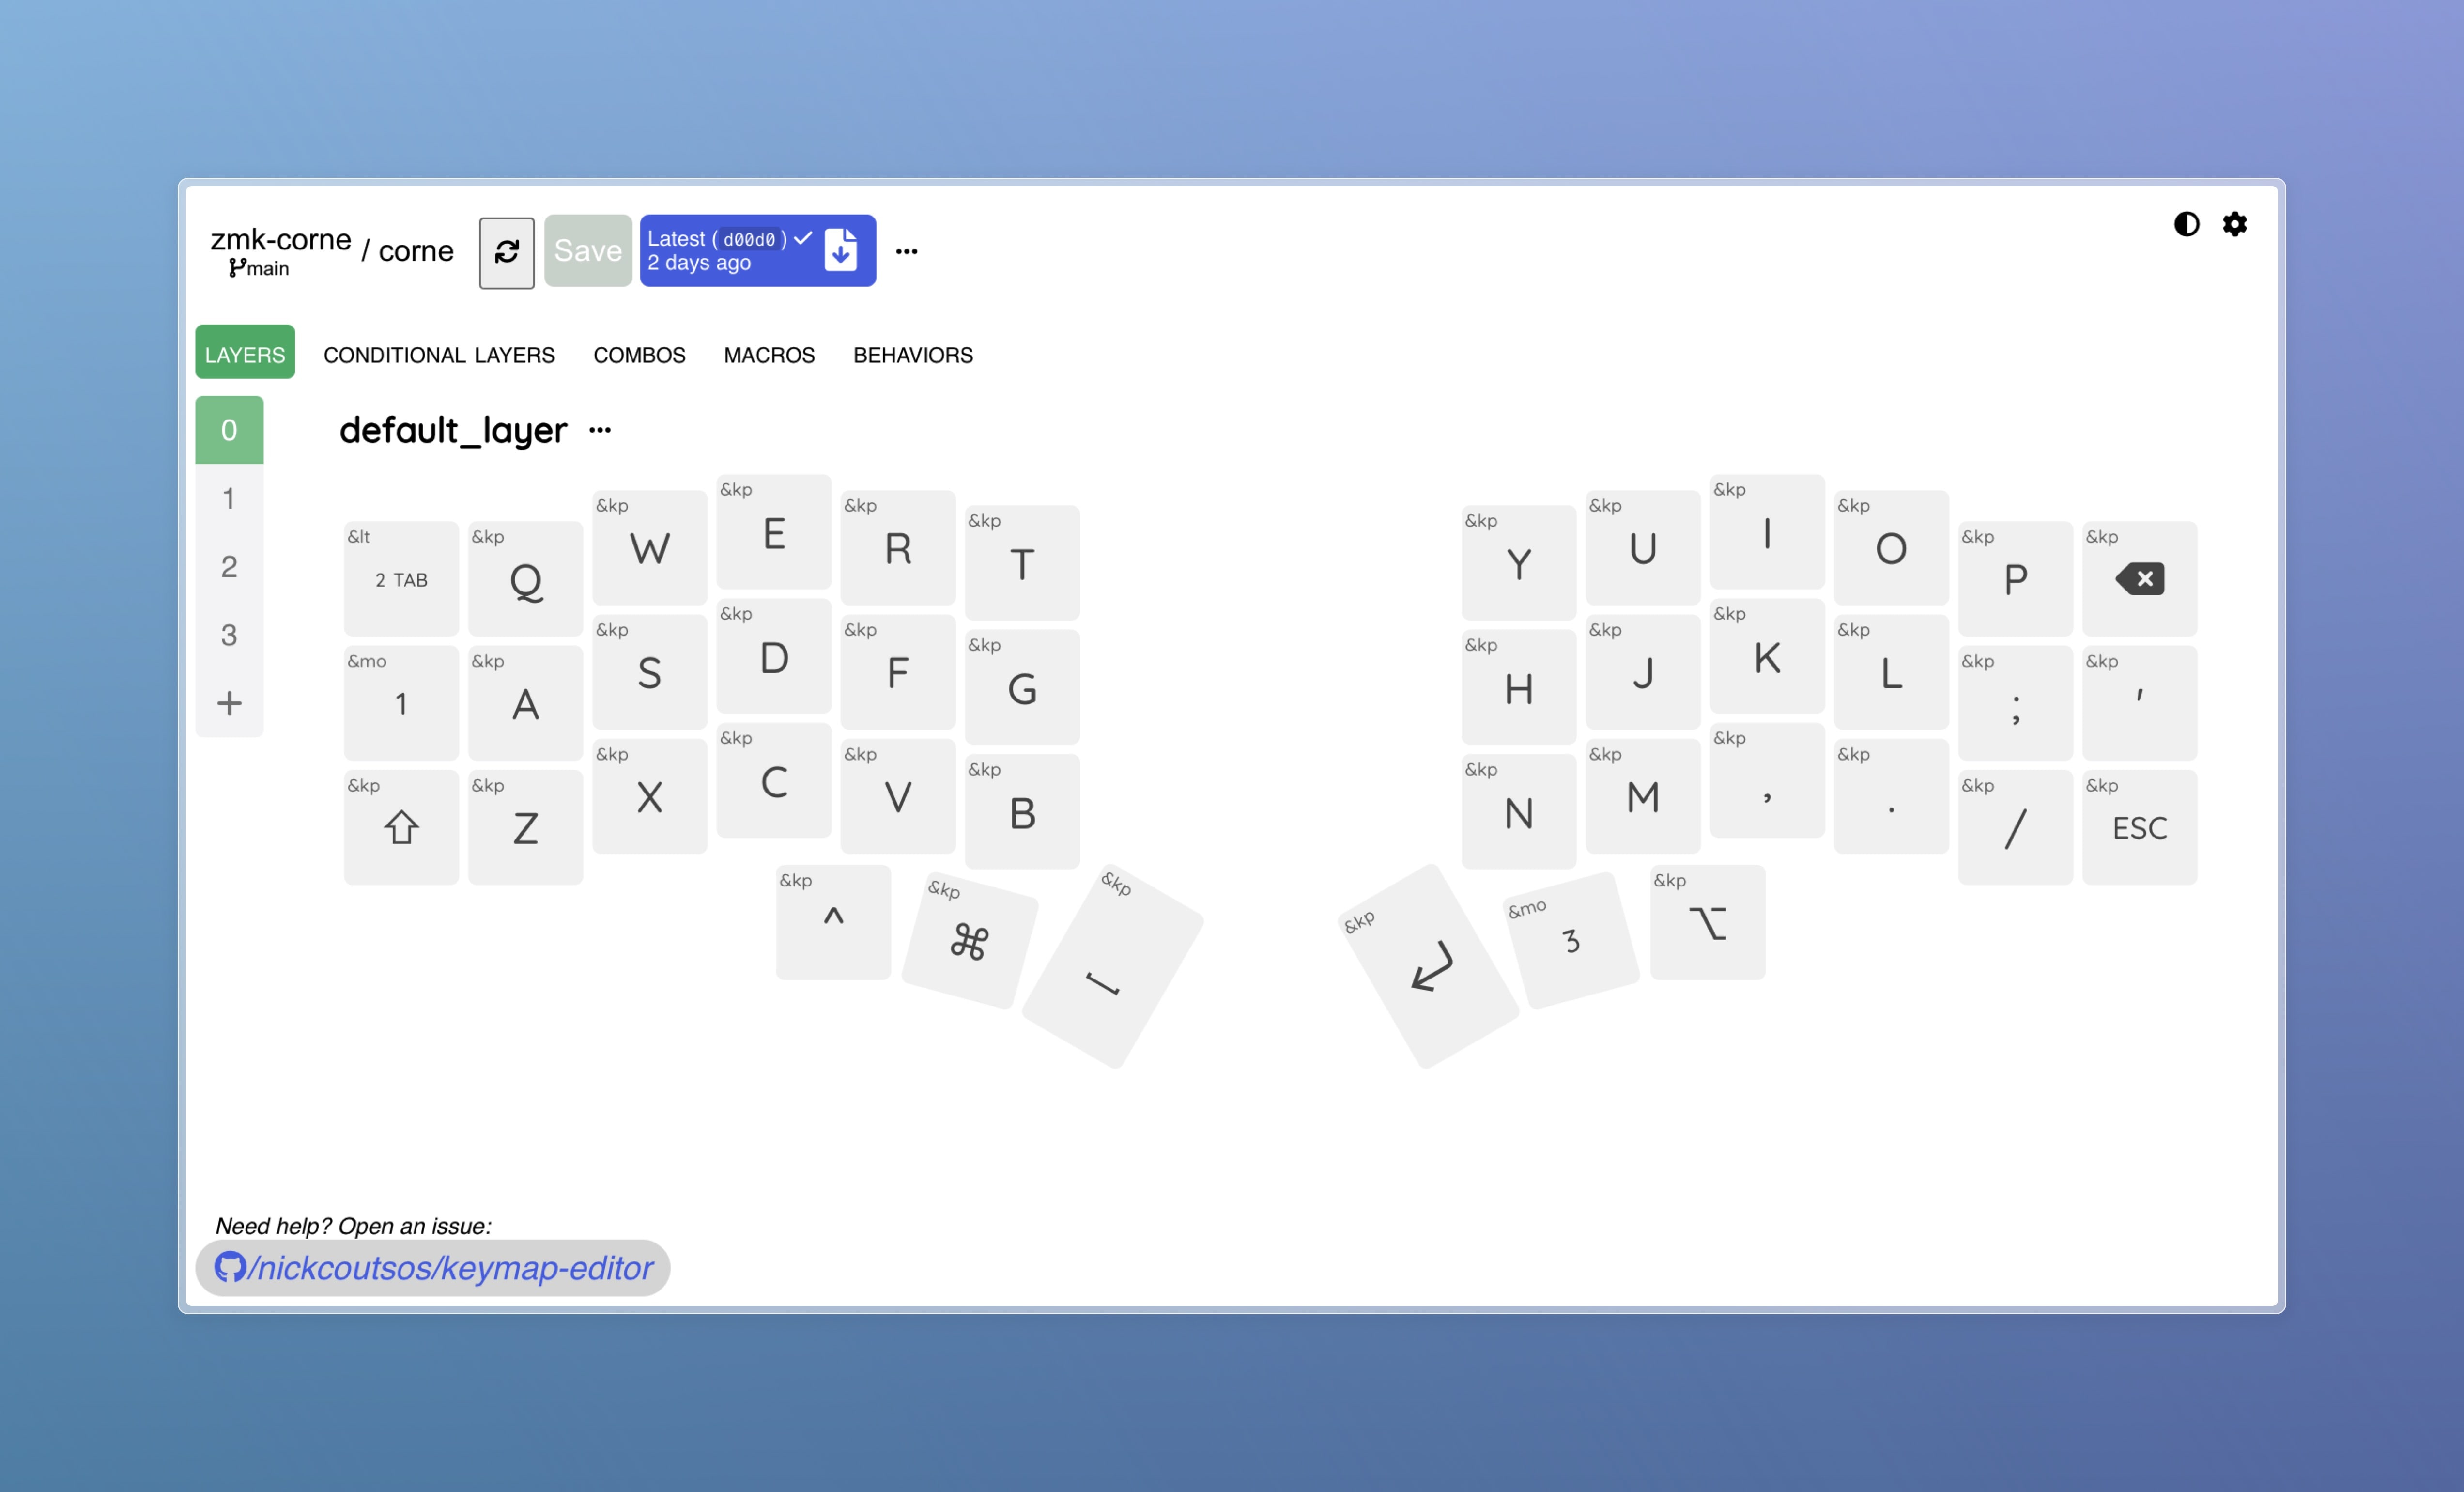 zmk-corne / corne
main
Save
Latest (d00d0)
2 days ago
LAYERS CONDITIONAL LAYERS COMBOS MACROS BEHAVIORS
0
1
2
3
+
default_layer
&lt &kp &kp &kp &kp &kp &kp &kp &kp &kp &kp &kp
2 TAB Q W E R T Y U I O P
&mo &kp &kp &kp &kp &kp &kp &kp &kp &kp &kp &kp
1 A S D F G H J K L ; '
&kp &kp &kp &kp &kp &kp &kp &kp &kp &kp &kp &kp
⇧ Z X C V B N M , . / ESC
&kp &kp &kp &kp &mo &kp
^ ⌘ ⎵ ↵ 3 ⌥
Need help? Open an issue:
/nickcoutsos/keymap-editor